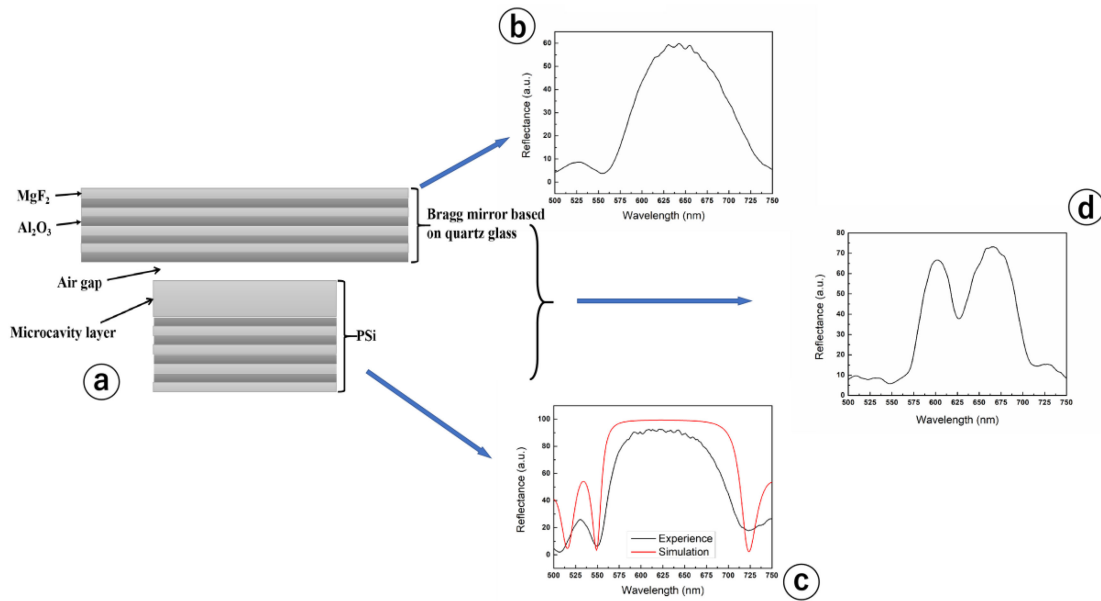 MgF₂
Al₂O₃
Air gap
Microcavity layer
Bragg mirror based
on quartz glass
PSi
a
b
Reflectance (a.u.)
60
50
40
30
20
10
0
500 525 550 575 600 625 650 675 700 725 750
Wavelength (nm)
d
Reflectance (a.u.)
80
70
60
50
40
30
20
10
0
500 525 550 575 600 625 650 675 700 725 750
Wavelength (nm)
Reflectance (a.u.)
100
80
60
40
20
0
Experience
Simulation
500 525 550 575 600 625 650 675 700 725 750
Wavelength (nm)
c